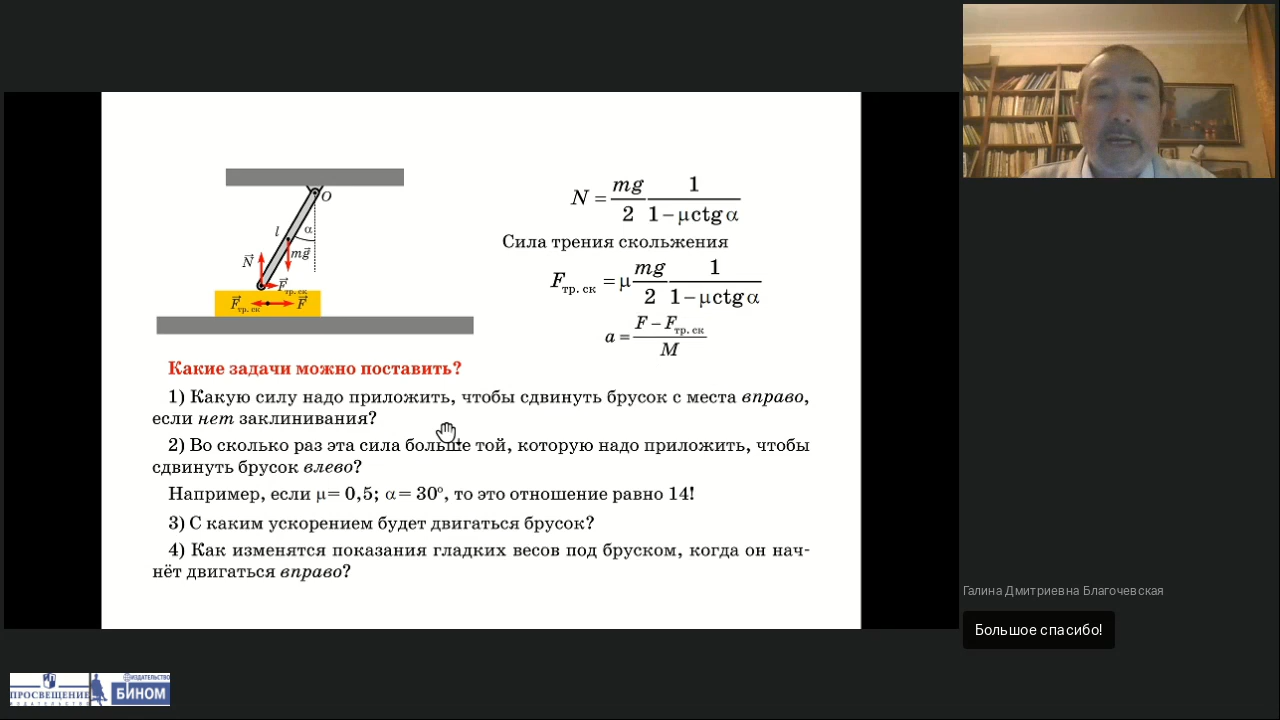 O
l
α
mg⃗
N⃗
F⃗тр. ск
F⃗тр. ск
F⃗
N = mg/2 1/(1 − μctg α)
Сила трения скольжения
Fтр. ск = μ mg/2 1/(1 − μctg α)
a = (F − Fтр. ск)/M
Какие задачи можно поставить?
1) Какую силу надо приложить, чтобы сдвинуть брусок с места вправо,
если нет заклинивания?
2) Во сколько раз эта сила больше той, которую надо приложить, чтобы
сдвинуть брусок влево?
Например, если μ= 0,5; α= 30°, то это отношение равно 14!
3) С каким ускорением будет двигаться брусок?
4) Как изменятся показания гладких весов под бруском, когда он нач-
нёт двигаться вправо?
Галина Дмитриевна Благочевская
Большое спасибо!
ПРОСВЕЩЕНИЕ
ИЗДАТЕЛЬСТВО
ИЗДАТЕЛЬСТВО
БИНОМ